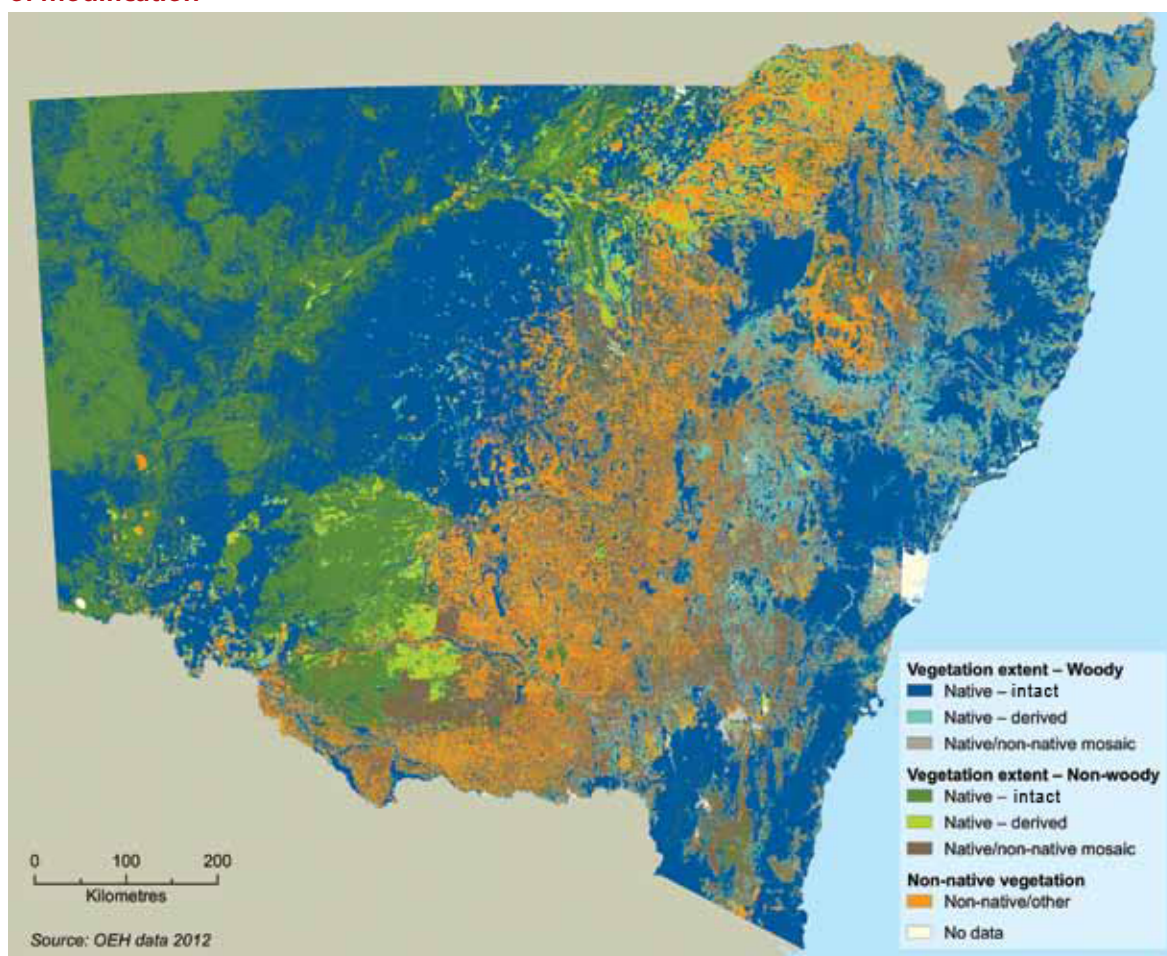 of modification
Vegetation extent – Woody
Native – intact
Native – derived
Native/non-native mosaic
Vegetation extent – Non-woody
Native – intact
Native – derived
Native/non-native mosaic
Non-native vegetation
Non-native/other
No data
0 100 200
Kilometres
Source: OEH data 2012